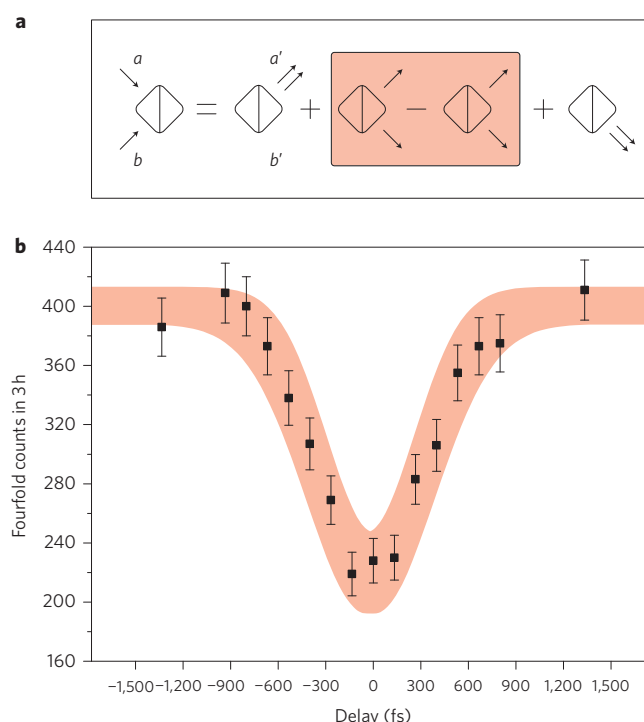 a
a a'
= + − +
b b'
b
440
400
360
320
280
240
200
160
Fourfold counts in 3 h
−1,500 −1,200 −900 −600 −300 0 300 600 900 1,200 1,500
Delay (fs)